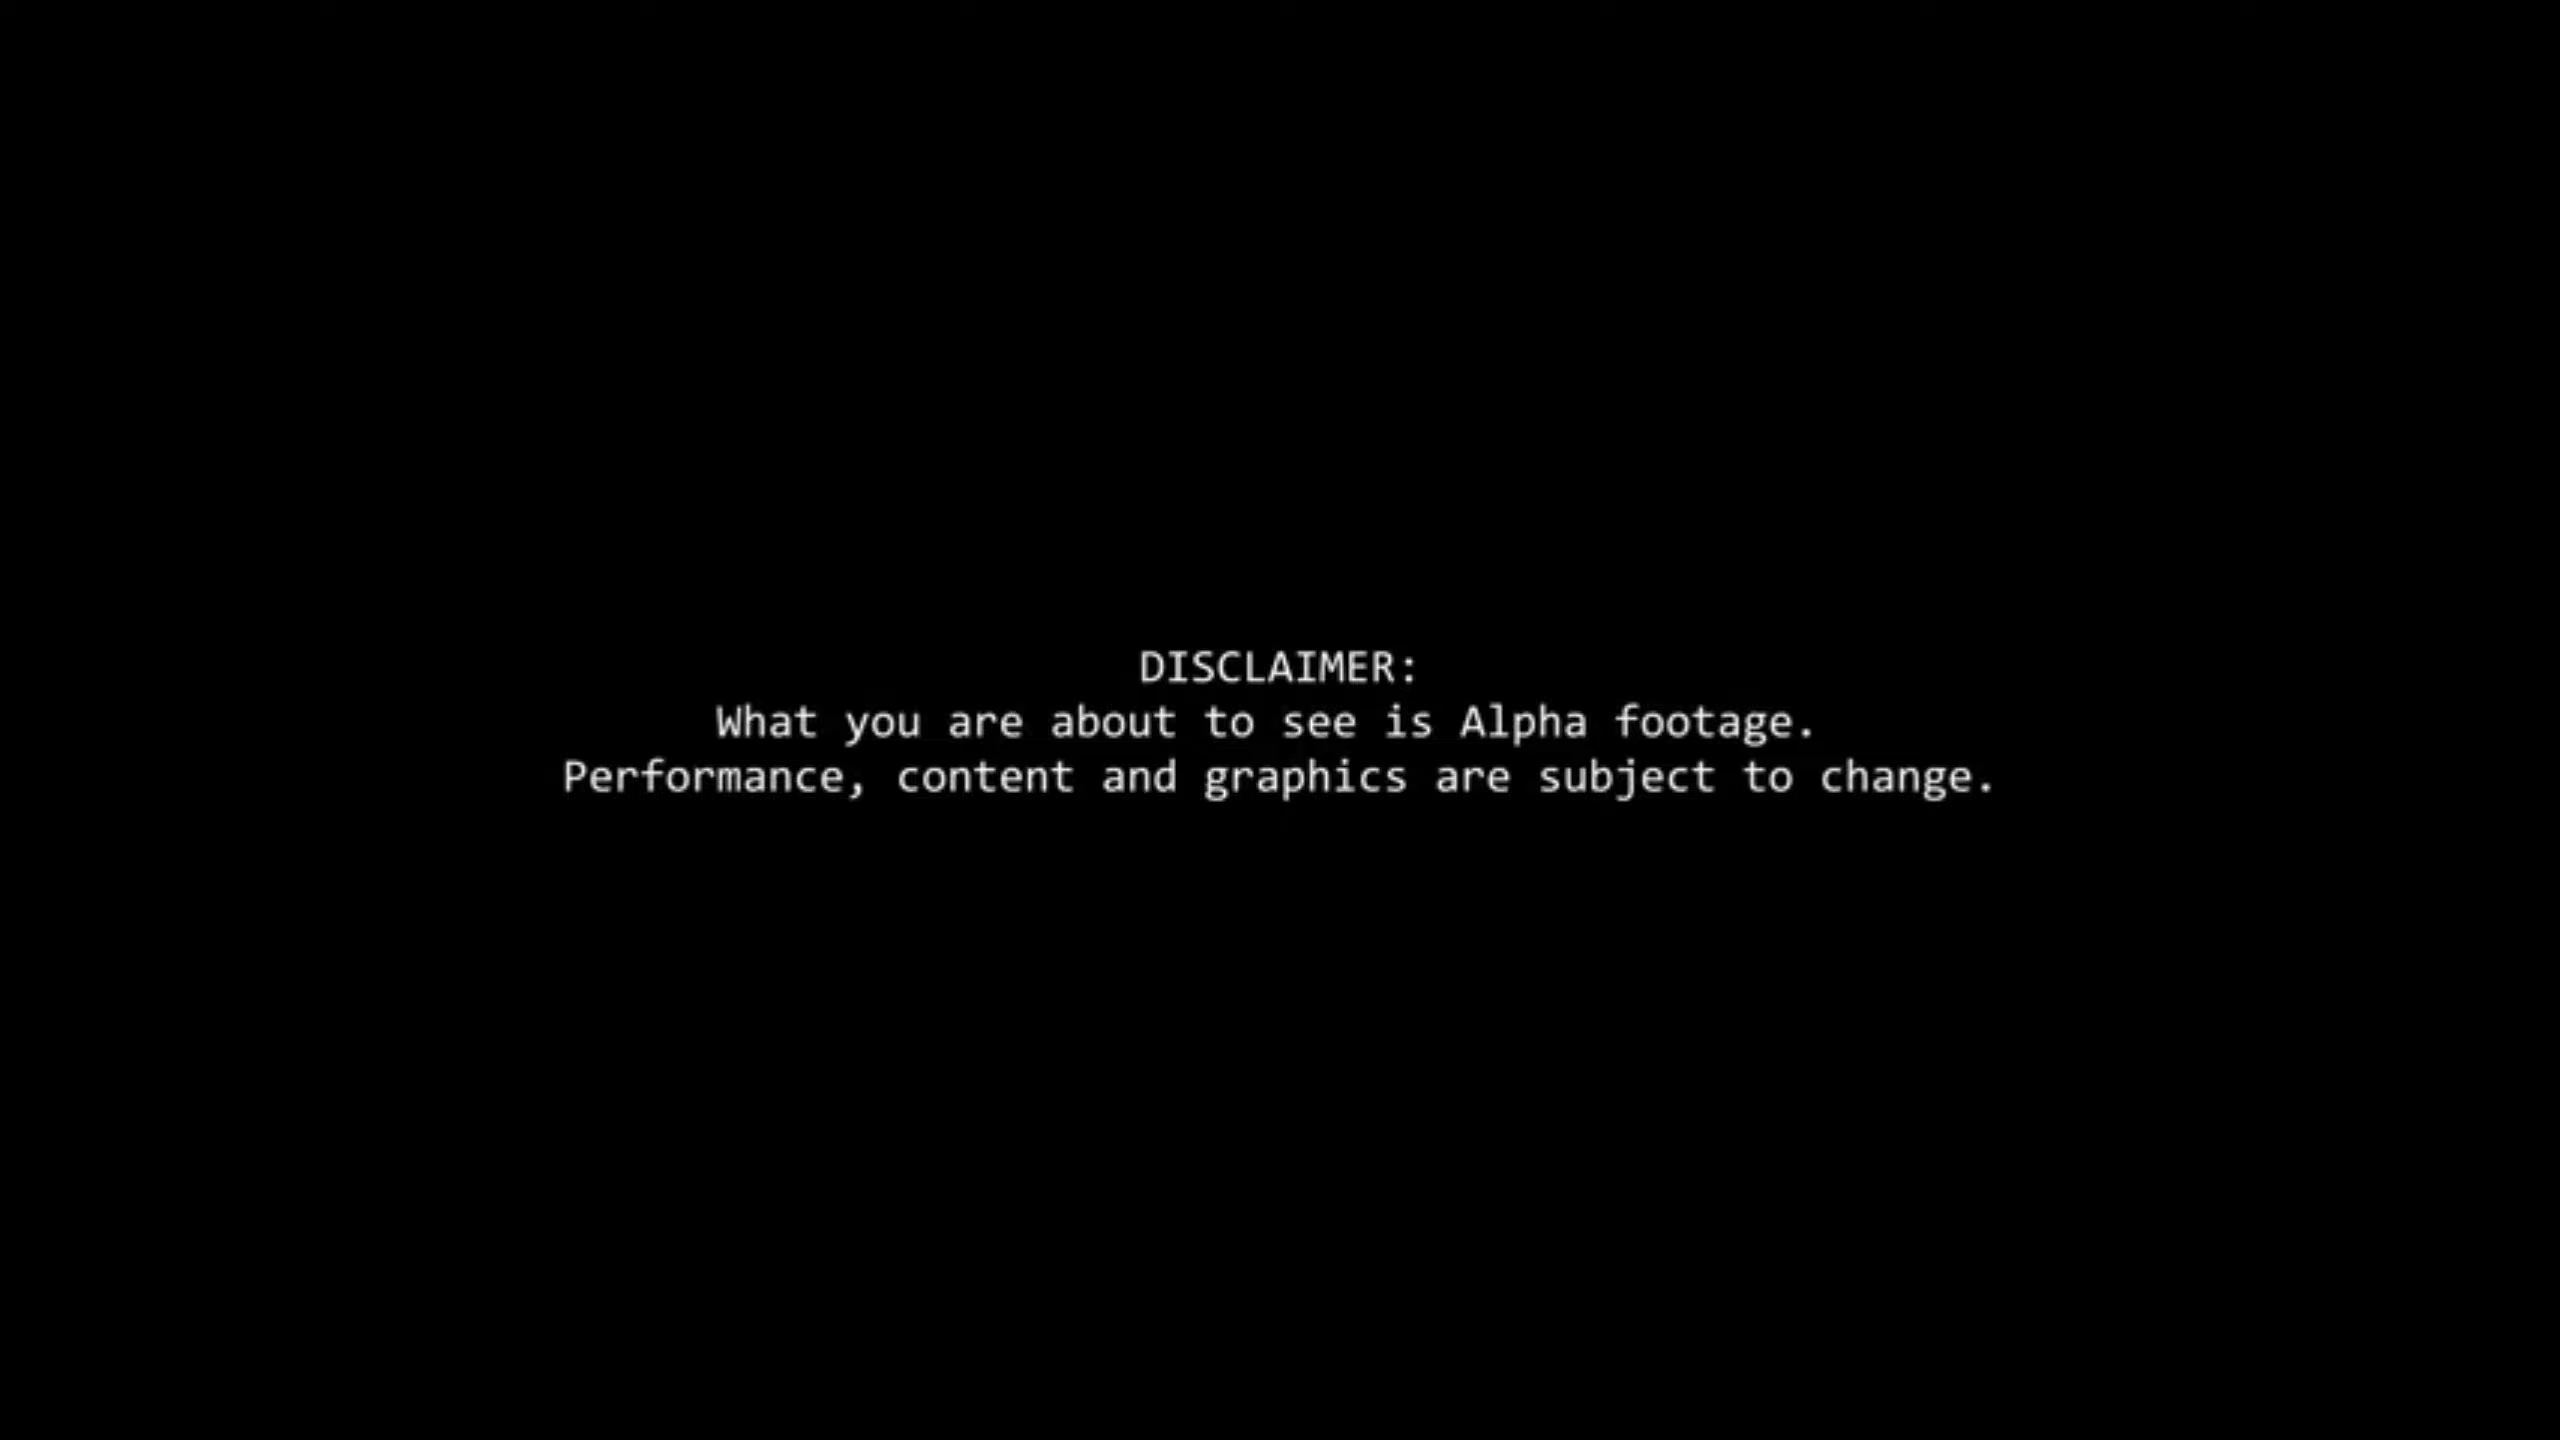 DISCLAIMER:
What you are about to see is Alpha footage.
Performance, content and graphics are subject to change.